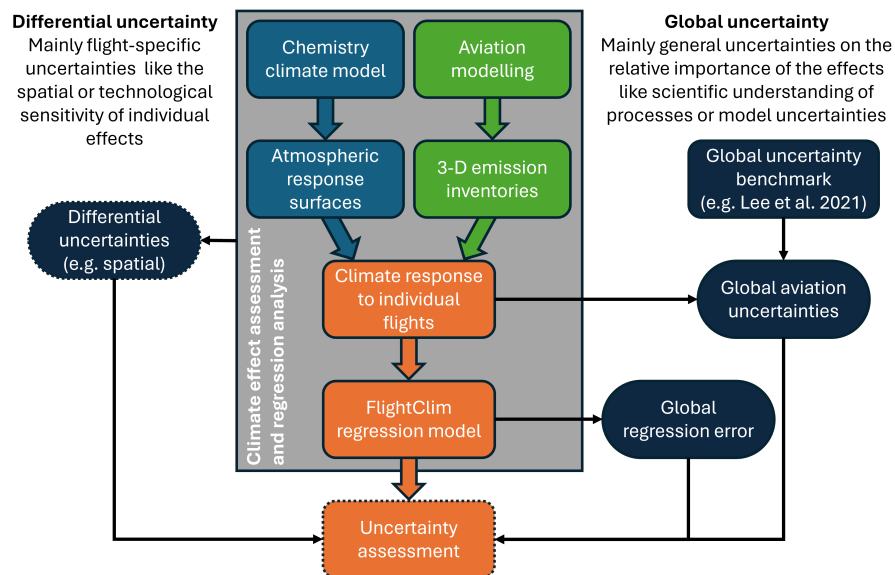 Differential uncertainty
Mainly flight-specific
uncertainties like the
spatial or technological
sensitivity of individual
effects
Chemistry
climate model
Aviation
modelling
Global uncertainty
Mainly general uncertainties on the
relative importance of the effects
like scientific understanding of
processes or model uncertainties
Atmospheric
response
surfaces
3-D emission
inventories
Global uncertainty
benchmark
(e.g. Lee et al. 2021)
Differential
uncertainties
(e.g. spatial)
Climate effect assessment
and regression analysis
Climate response
to individual
flights
Global aviation
uncertainties
FlightClim
regression model
Global
regression error
Uncertainty
assessment